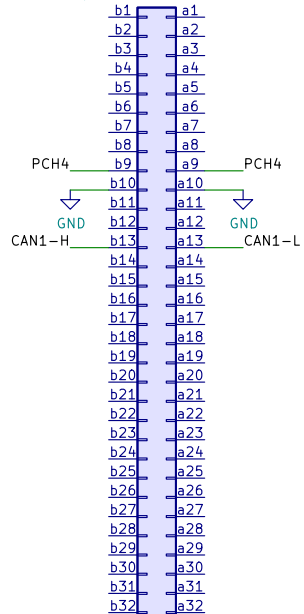 b1 a1
b2 a2
b3 a3
b4 a4
b5 a5
b6 a6
b7 a7
b8 a8
PCH4 b9 a9 PCH4
b10 a10
GND b11 a11 GND
b12 a12
CAN1-H b13 a13 CAN1-L
b14 a14
b15 a15
b16 a16
b17 a17
b18 a18
b19 a19
b20 a20
b21 a21
b22 a22
b23 a23
b24 a24
b25 a25
b26 a26
b27 a27
b28 a28
b29 a29
b30 a30
b31 a31
b32 a32